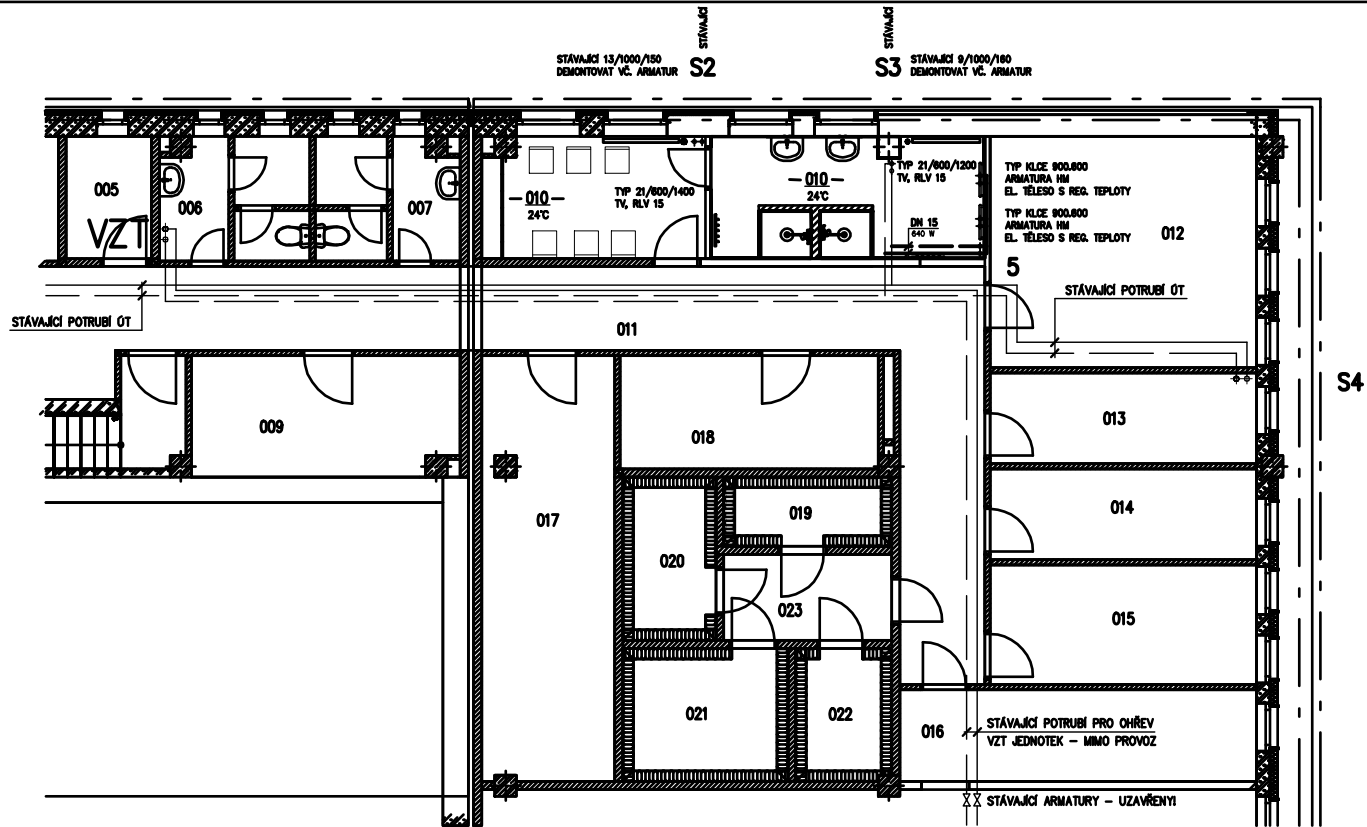 STÁVAJÍCÍ
STÁVAJÍCÍ
STÁVAJÍCÍ 13/1000/150
DEMONTOVAT VČ. ARMATUR
S2
S3
STÁVAJÍCÍ 9/1000/160
DEMONTOVAT VČ. ARMATUR
005
VZT
006
007
010
24°C
TYP 21/600/1400
TV, RLV 15
010
24°C
TYP 21/600/1200
TV, RLV 15
DN 15
640 W
TYP KLCE 900.600
ARMATURA HM
EL. TĚLESO S REG. TEPLOTY
TYP KLCE 900.600
ARMATURA HM
EL. TĚLESO S REG. TEPLOTY
012
5
STÁVAJÍCÍ POTRUBÍ ÚT
STÁVAJÍCÍ POTRUBÍ ÚT
011
S4
009
018
013
017
019
014
020
023
015
021
022
016
STÁVAJÍCÍ POTRUBÍ PRO OHŘEV
VZT JEDNOTEK – MIMO PROVOZ
STÁVAJÍCÍ ARMATURY – UZAVŘENY!